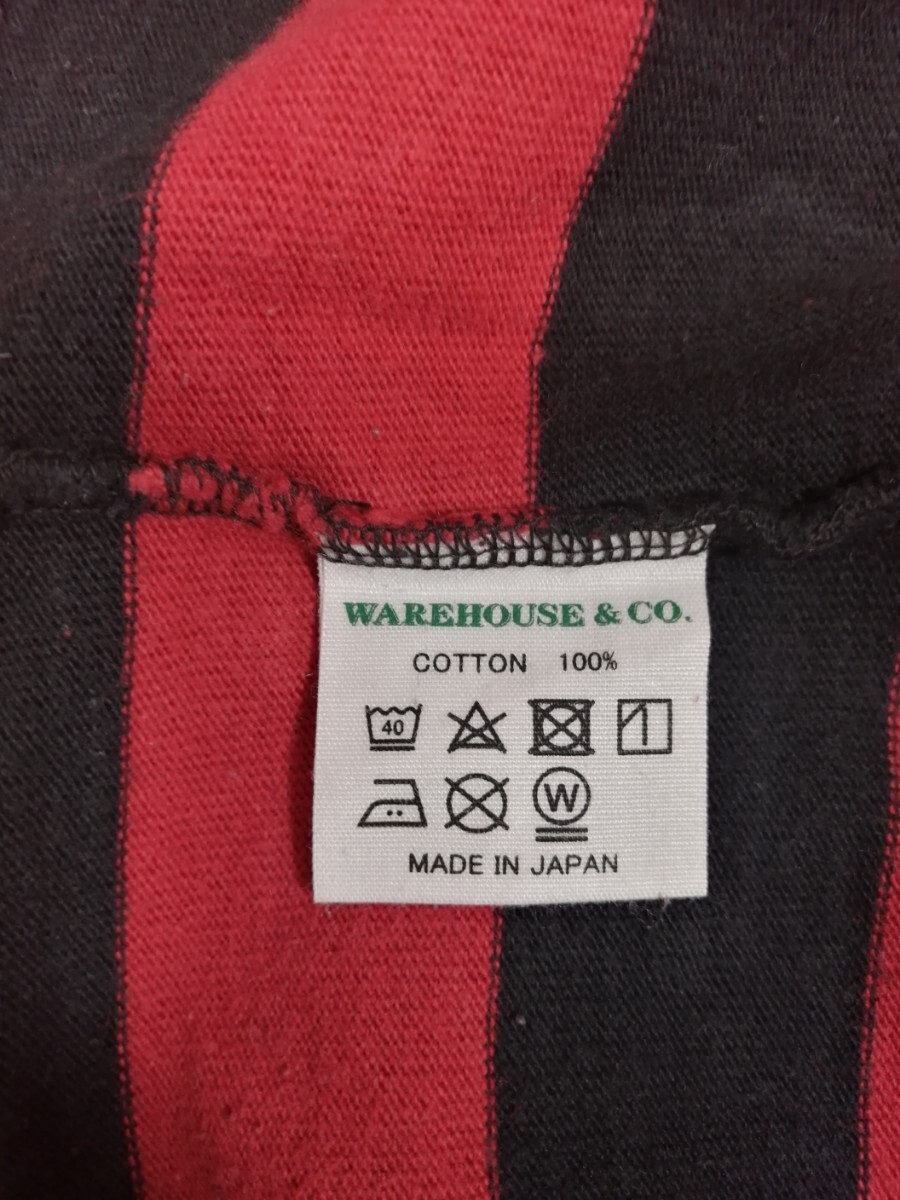 WAREHOUSE & CO.
COTTON 100%
40
W
MADE IN JAPAN